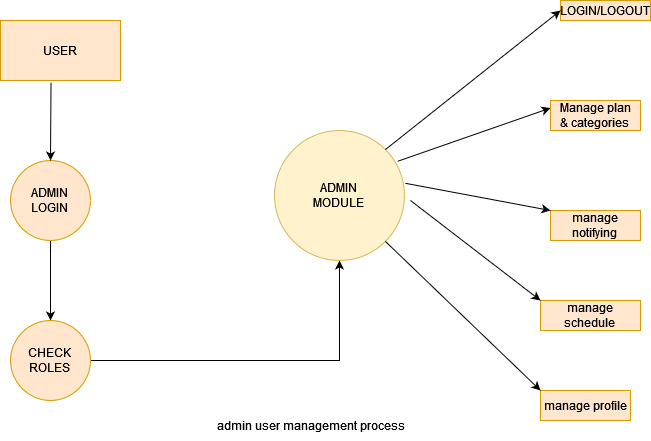 USER
ADMIN
LOGIN
CHECK
ROLES
ADMIN
MODULE
LOGIN/LOGOUT
Manage plan
& categories
manage
notifying
manage
schedule
manage profile
admin user management process